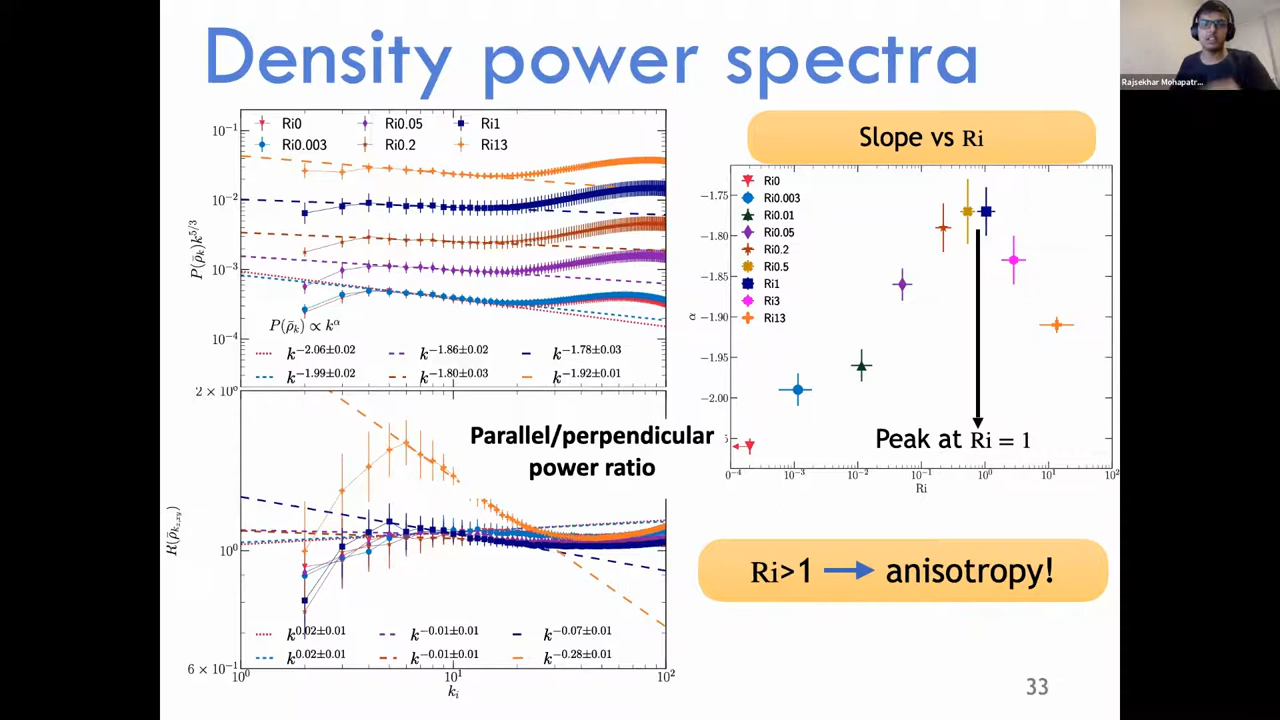 Density power spectra
Rajsekhar Mohapatr...
10⁻¹
10⁻²
10⁻³
10⁻⁴
P(ρ̄ₖ)k^{5/3}
Ri0
Ri0.05
Ri1
Ri0.003
Ri0.2
Ri13
P(ρ̄ₖ) ∝ k^α
k^{-2.06±0.02}
k^{-1.86±0.02}
k^{-1.78±0.03}
k^{-1.99±0.02}
k^{-1.80±0.03}
k^{-1.92±0.01}
2 × 10⁰
10⁰
6 × 10⁻¹
Parallel/perpendicular
power ratio
k^{0.02±0.01}
k^{-0.01±0.01}
k^{-0.07±0.01}
k^{0.02±0.01}
k^{-0.01±0.01}
k^{-0.28±0.01}
10⁰
10¹
10²
kᵢ
Slope vs Ri
Ri0
Ri0.003
Ri0.01
Ri0.05
Ri0.2
Ri0.5
Ri1
Ri3
Ri13
−1.75
−1.80
−1.85
−1.90
−1.95
−2.00
α
Peak at Ri = 1
10⁻⁴
10⁻³
10⁻²
10⁻¹
10⁰
10¹
10²
Ri
Ri>1
anisotropy!
33